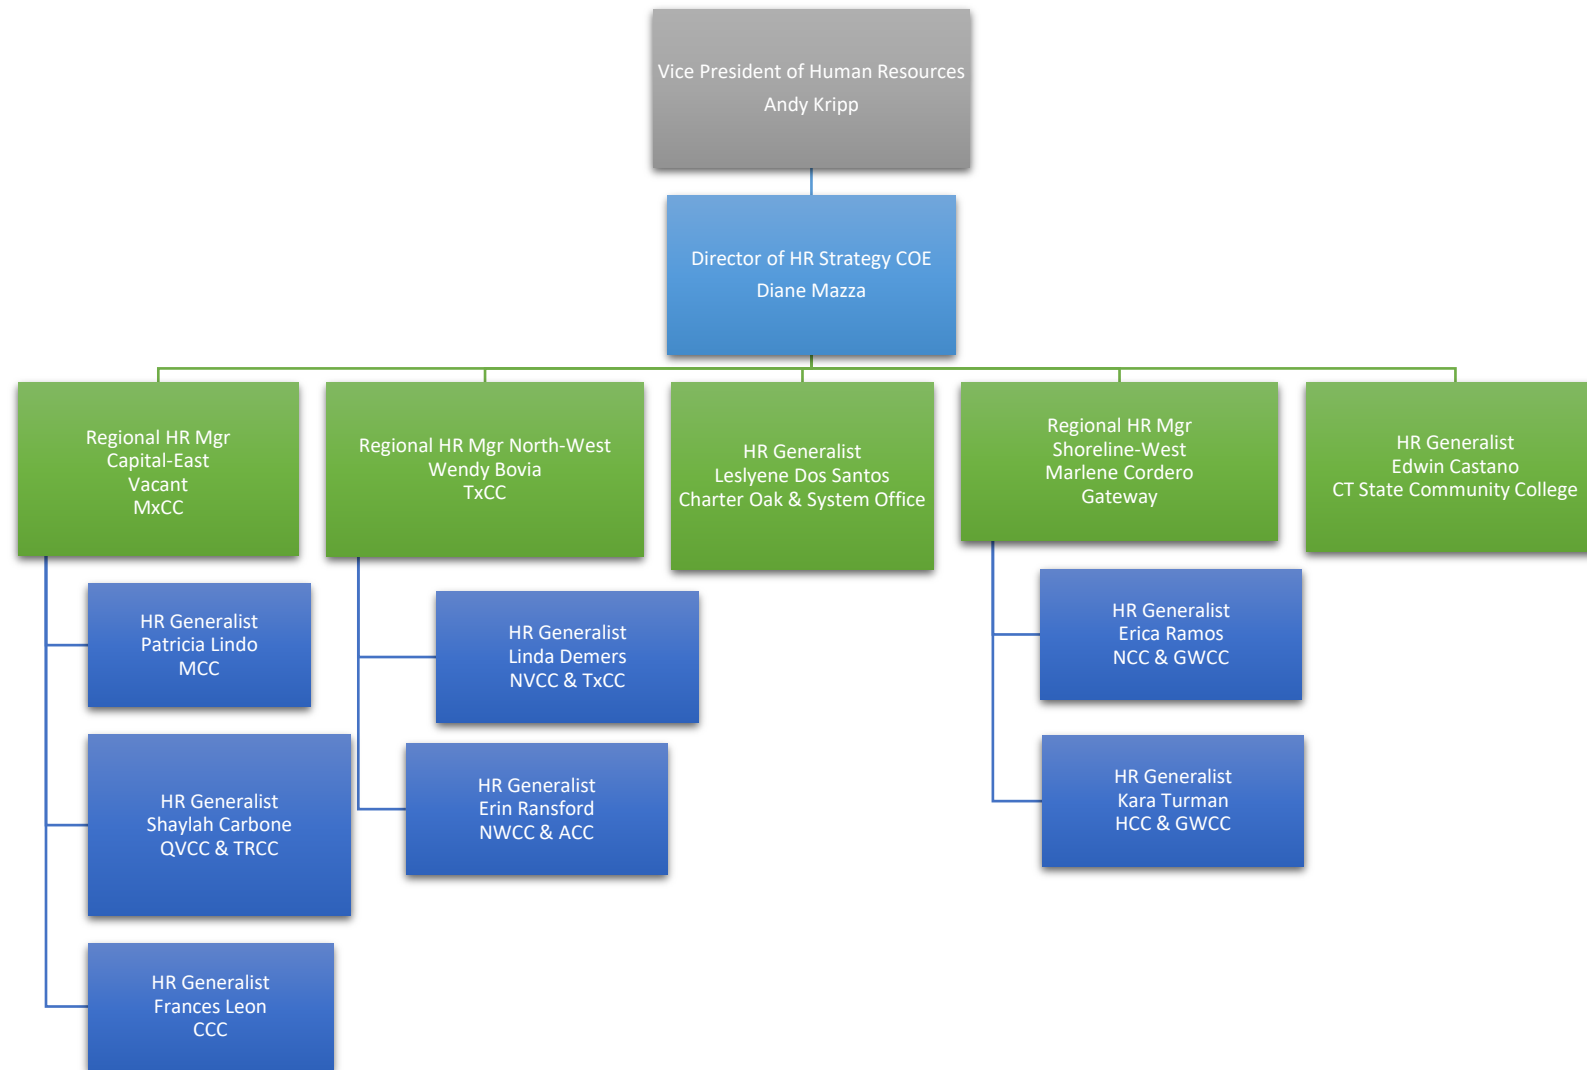 Vice President of Human Resources
Andy Kripp
Director of HR Strategy COE
Diane Mazza
Regional HR Mgr
Capital-East
Vacant
MxCC
Regional HR Mgr North-West
Wendy Bovia
TxCC
HR Generalist
Leslyene Dos Santos
Charter Oak & System Office
Regional HR Mgr
Shoreline-West
Marlene Cordero
Gateway
HR Generalist
Edwin Castano
CT State Community College
HR Generalist
Patricia Lindo
MCC
HR Generalist
Shaylah Carbone
QVCC & TRCC
HR Generalist
Frances Leon
CCC
HR Generalist
Linda Demers
NVCC & TxCC
HR Generalist
Erin Ransford
NWCC & ACC
HR Generalist
Erica Ramos
NCC & GWCC
HR Generalist
Kara Turman
HCC & GWCC